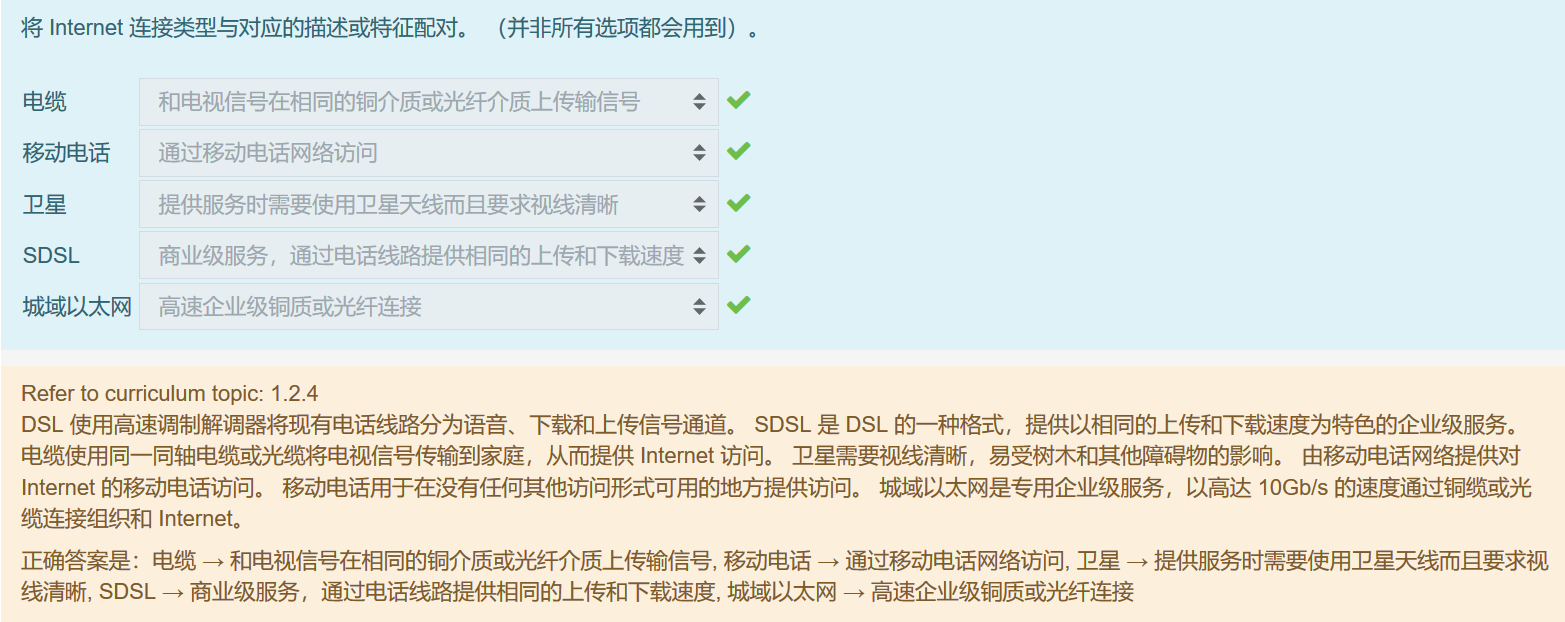 将 Internet 连接类型与对应的描述或特征配对。 （并非所有选项都会用到）。
电缆 和电视信号在相同的铜介质或光纤介质上传输信号
移动电话 通过移动电话网络访问
卫星 提供服务时需要使用卫星天线而且要求视线清晰
SDSL 商业级服务，通过电话线路提供相同的上传和下载速度
城域以太网 高速企业级铜质或光纤连接
Refer to curriculum topic: 1.2.4
DSL 使用高速调制解调器将现有电话线路分为语音、下载和上传信号通道。 SDSL 是 DSL 的一种格式，提供以相同的上传和下载速度为特色的企业级服务。
电缆使用同一同轴电缆或光缆将电视信号传输到家庭，从而提供 Internet 访问。 卫星需要视线清晰，易受树木和其他障碍物的影响。 由移动电话网络提供对
Internet 的移动电话访问。 移动电话用于在没有任何其他访问形式可用的地方提供访问。 城域以太网是专用企业级服务，以高达 10Gb/s 的速度通过铜缆或光
缆连接组织和 Internet。
正确答案是：电缆 → 和电视信号在相同的铜介质或光纤介质上传输信号, 移动电话 → 通过移动电话网络访问, 卫星 → 提供服务时需要使用卫星天线而且要求视
线清晰, SDSL → 商业级服务，通过电话线路提供相同的上传和下载速度, 城域以太网 → 高速企业级铜质或光纤连接